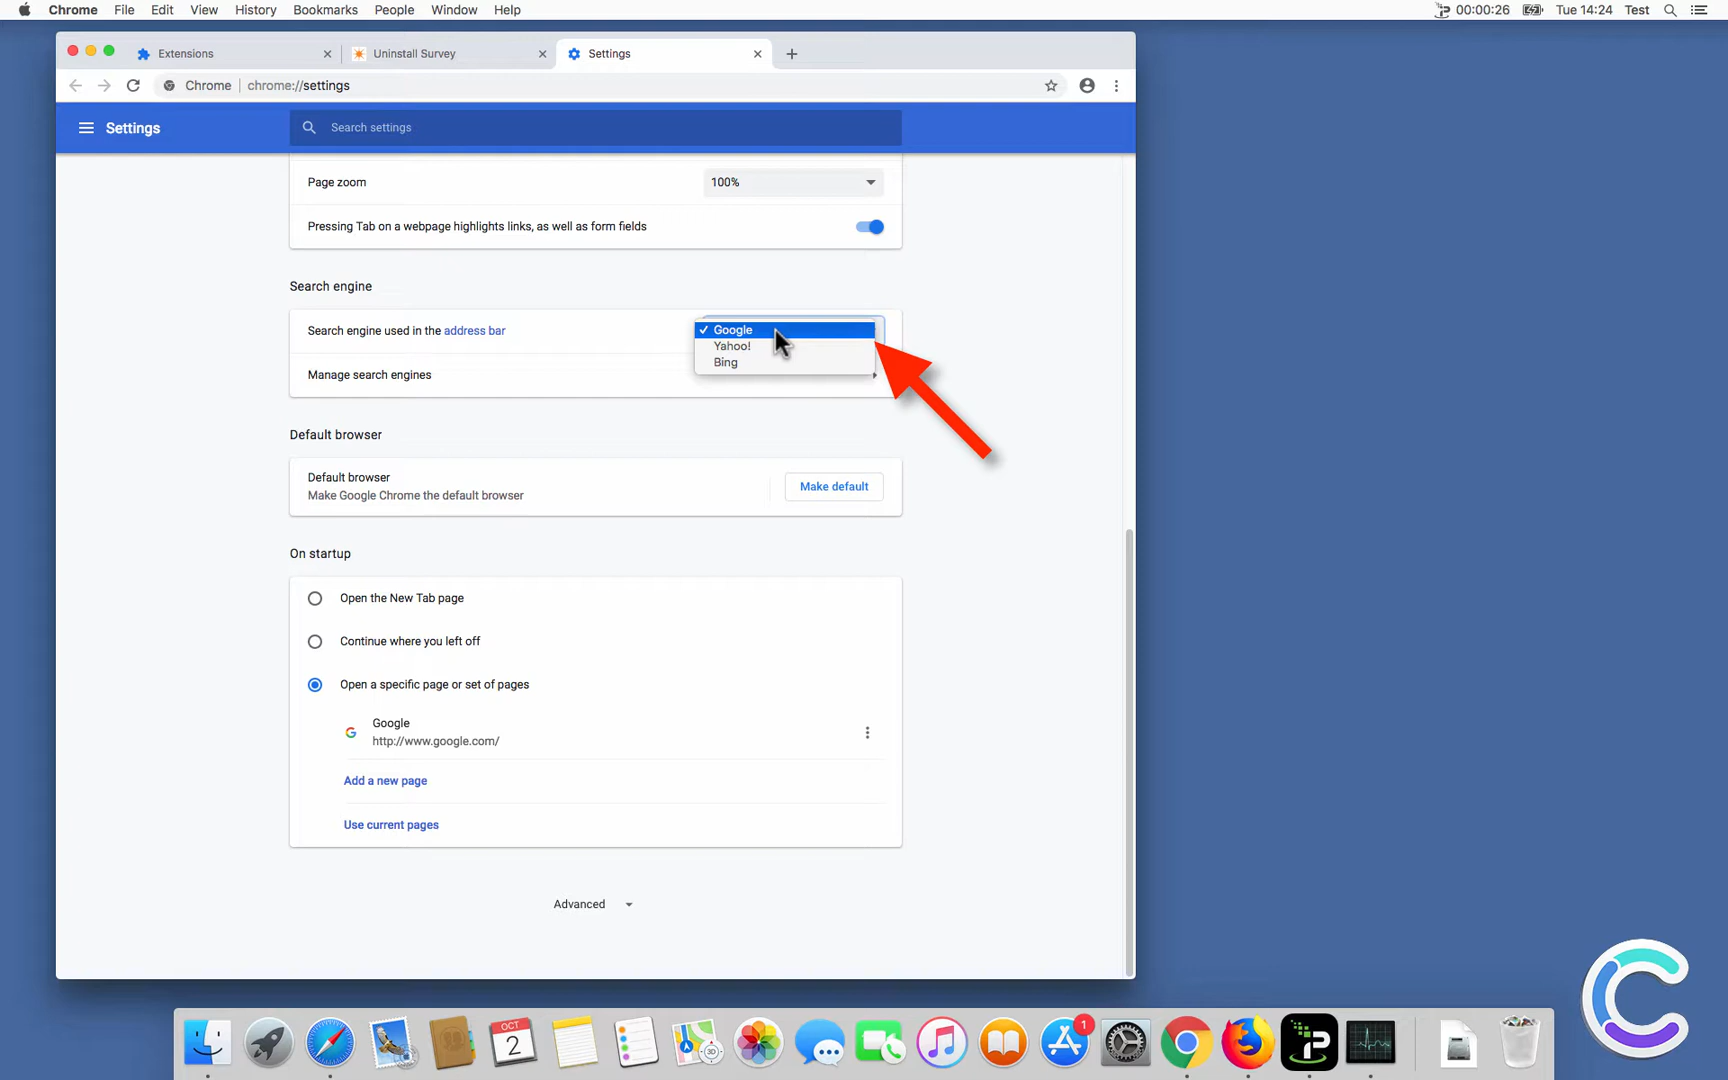 Chrome File Edit View History Bookmarks People Window Help 00:00:26 Tue 14:24 Test
Extensions Uninstall Survey Settings
Chrome chrome://settings
Settings Search settings
Page zoom 100%
Pressing Tab on a webpage highlights links, as well as form fields
Search engine
Search engine used in the address bar
Google
Yahoo!
Bing
Manage search engines
Default browser
Default browser
Make Google Chrome the default browser
Make default
On startup
Open the New Tab page
Continue where you left off
Open a specific page or set of pages
Google
http://www.google.com/
Add a new page
Use current pages
Advanced
OCT
2
3D
1